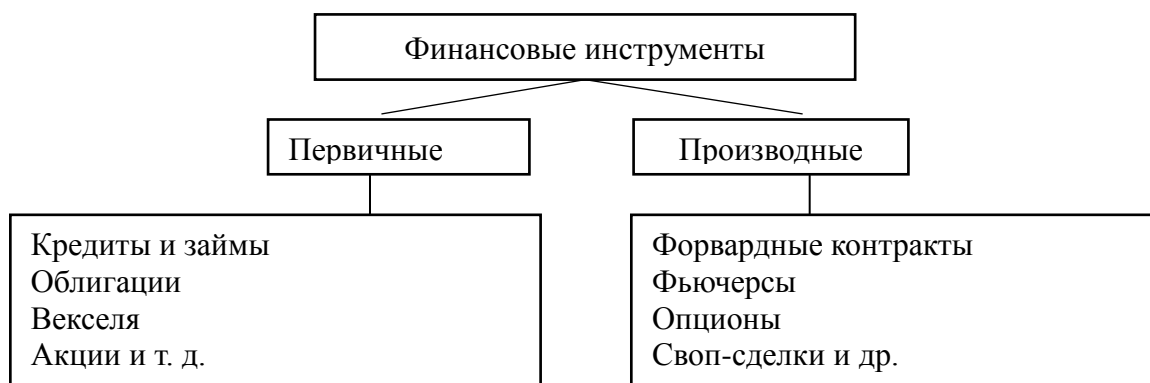 Финансовые инструменты
Первичные
Производные
Кредиты и займы
Облигации
Векселя
Акции и т. д.
Форвардные контракты
Фьючерсы
Опционы
Своп-сделки и др.